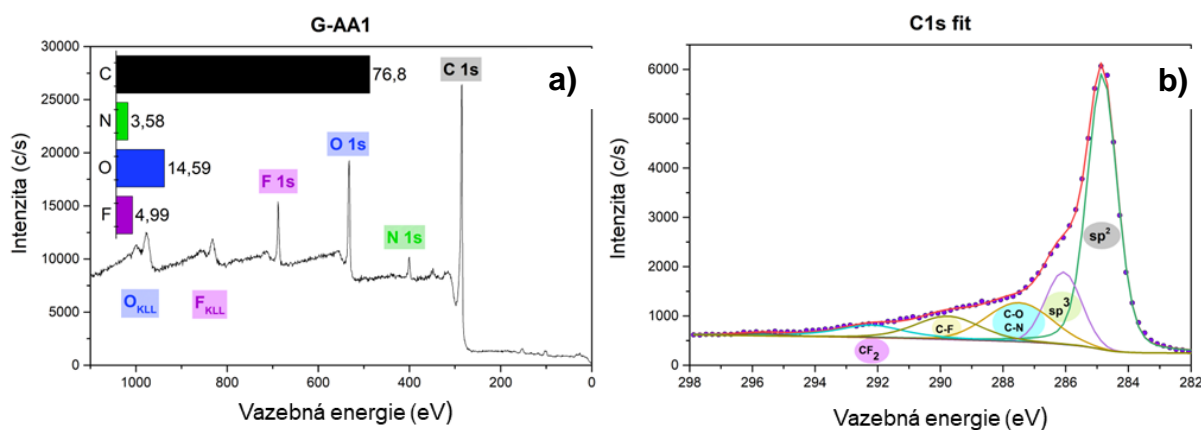 G-AA1
a)
30000
25000
20000
15000
10000
5000
0
Intenzita (c/s)
C
76,8
N
3,58
O
14,59
F
4,99
C 1s
O 1s
F 1s
N 1s
OKLL
FKLL
1000
800
600
400
200
0
Vazebná energie (eV)
C1s fit
b)
6000
5000
4000
3000
2000
1000
0
Intenzita (c/s)
sp²
sp³
C-O
C-N
C-F
CF₂
298
296
294
292
290
288
286
284
282
Vazebná energie (eV)